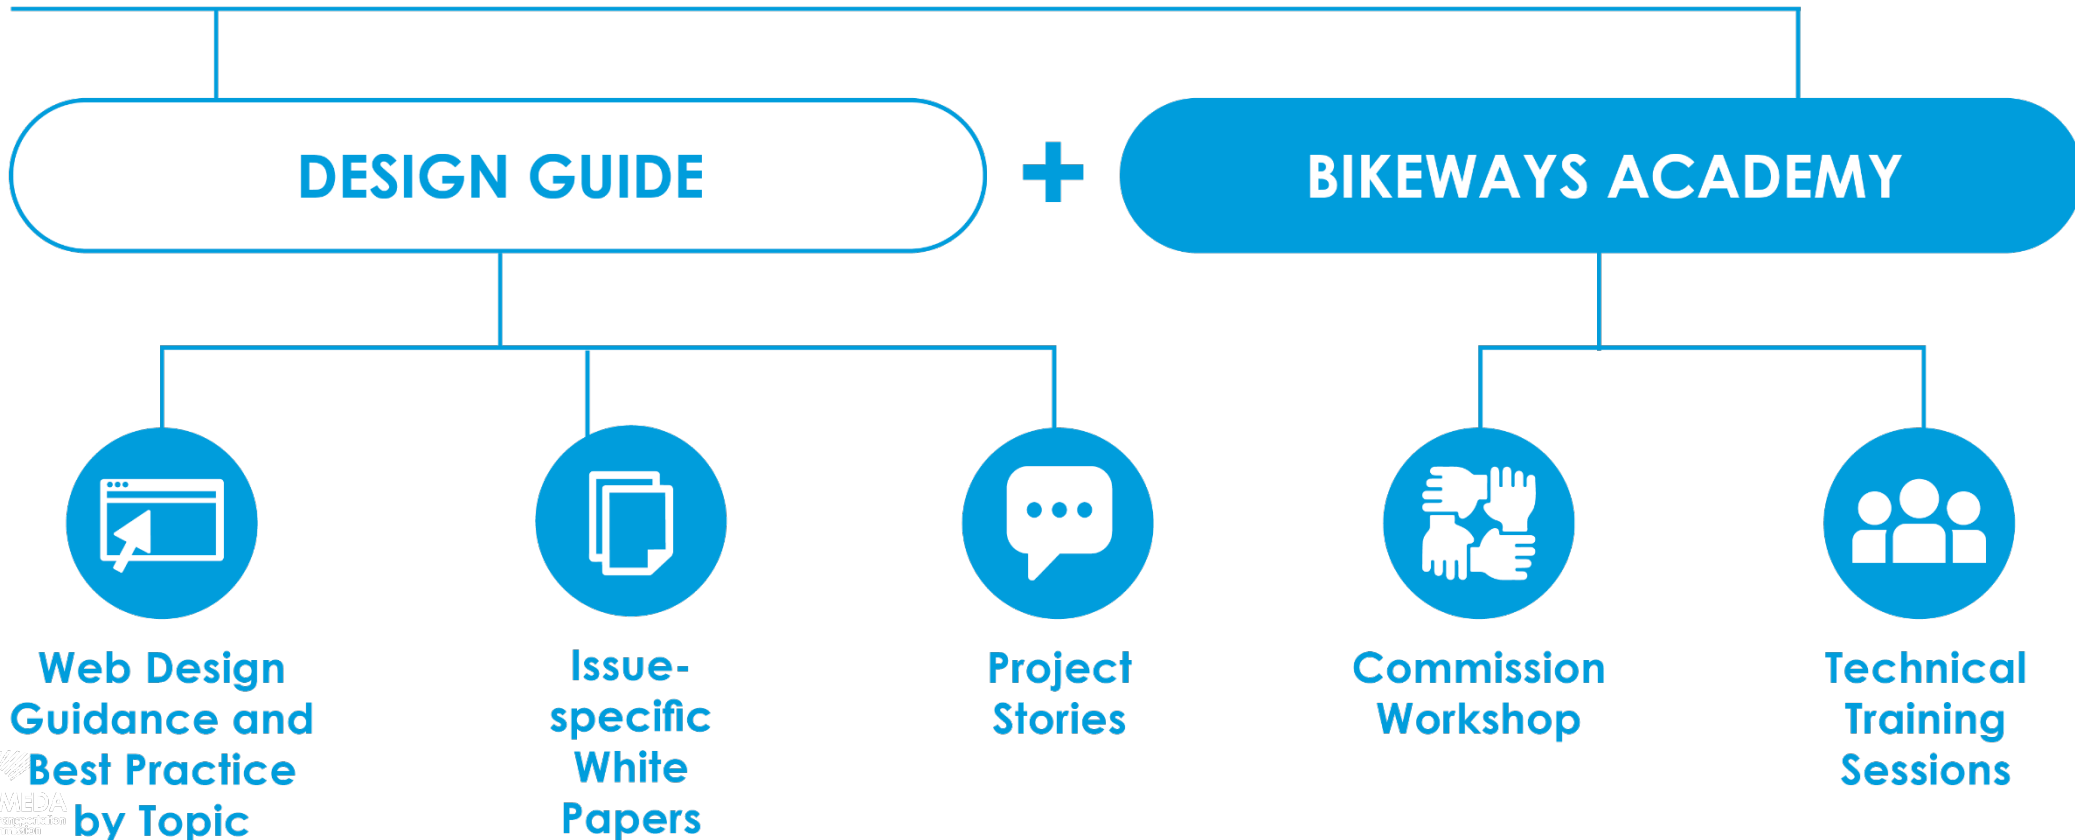 DESIGN GUIDE
BIKEWAYS ACADEMY
Web Design
Guidance and
Best Practice
by Topic
Issue-
specific
White
Papers
Project
Stories
Commission
Workshop
Technical
Training
Sessions